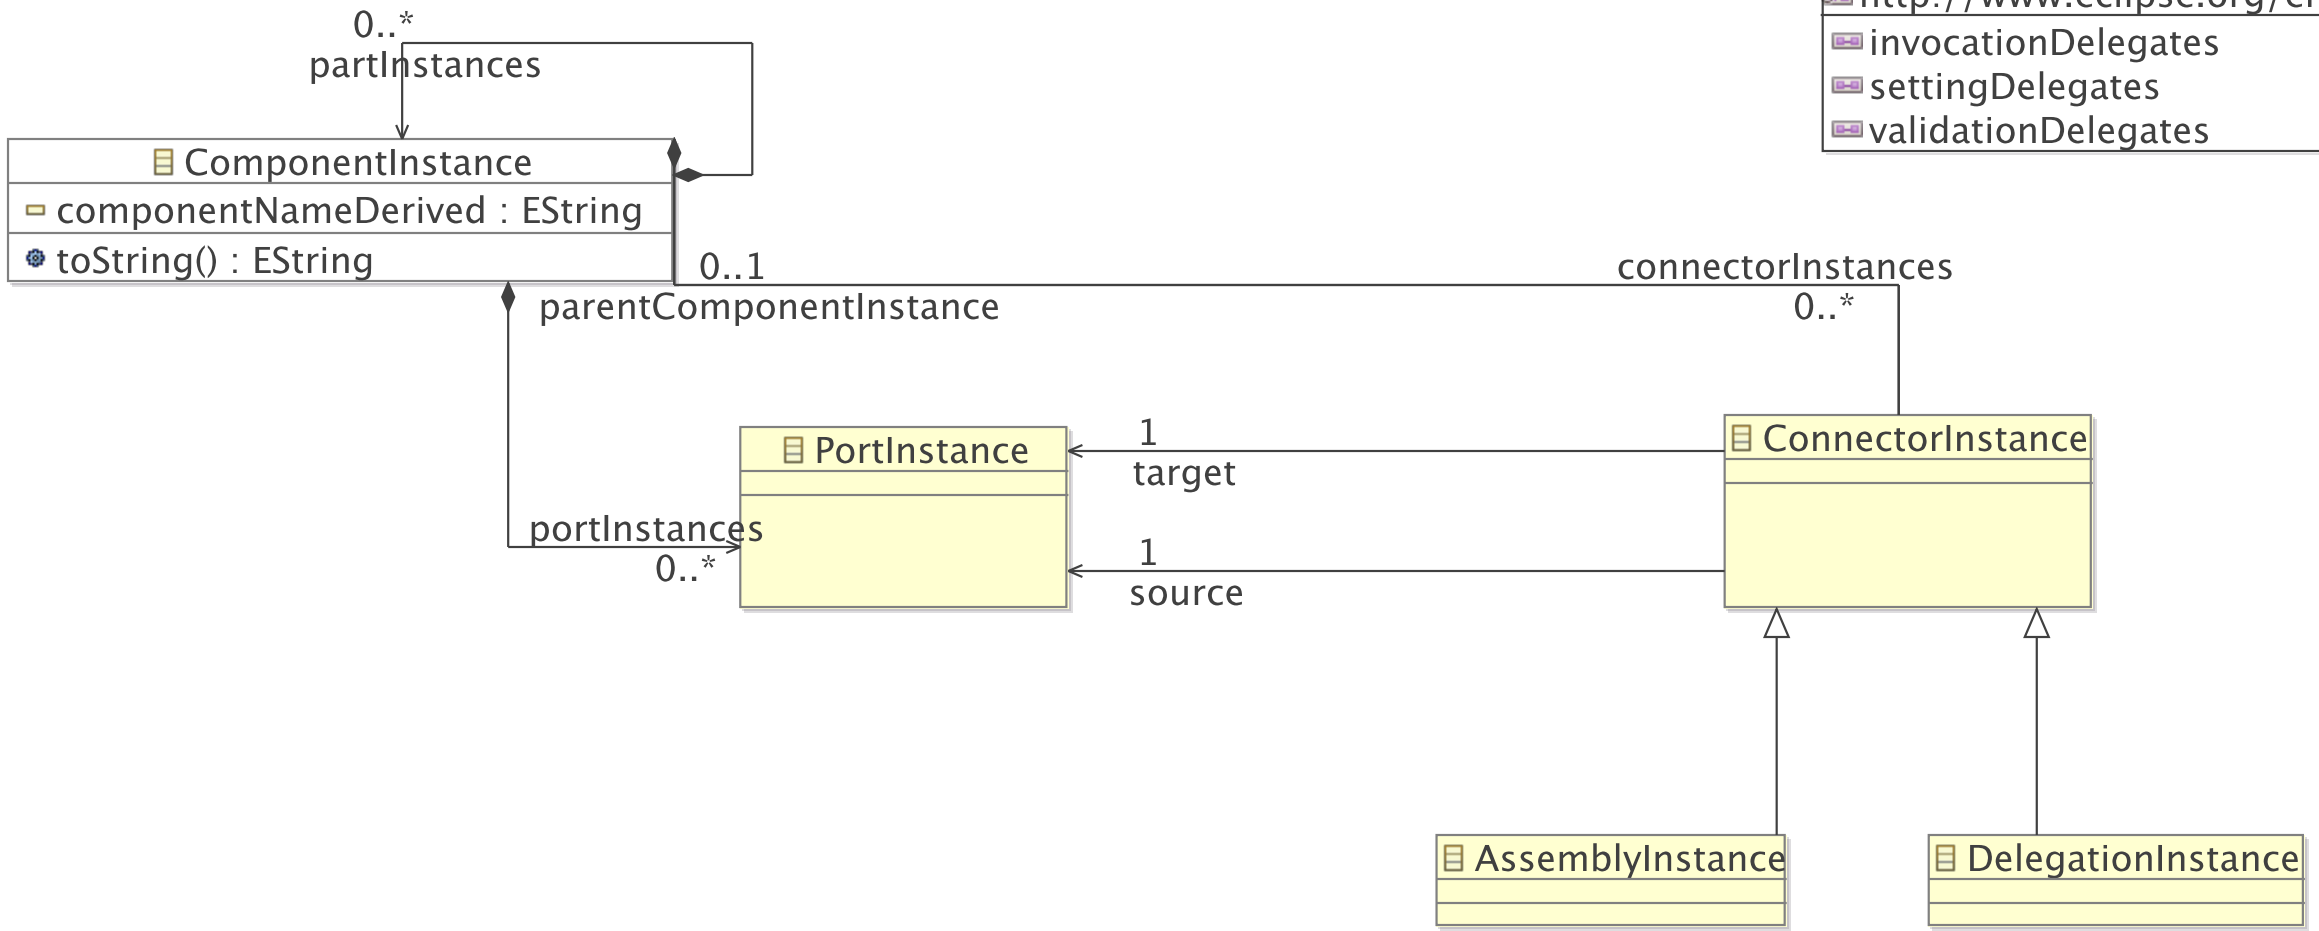 0..*
partInstances
ComponentInstance
componentNameDerived : EString
toString() : EString
invocationDelegates
settingDelegates
validationDelegates
0..1
parentComponentInstance
connectorInstances
0..*
PortInstance
portInstances
0..*
1
target
1
source
ConnectorInstance
AssemblyInstance
DelegationInstance